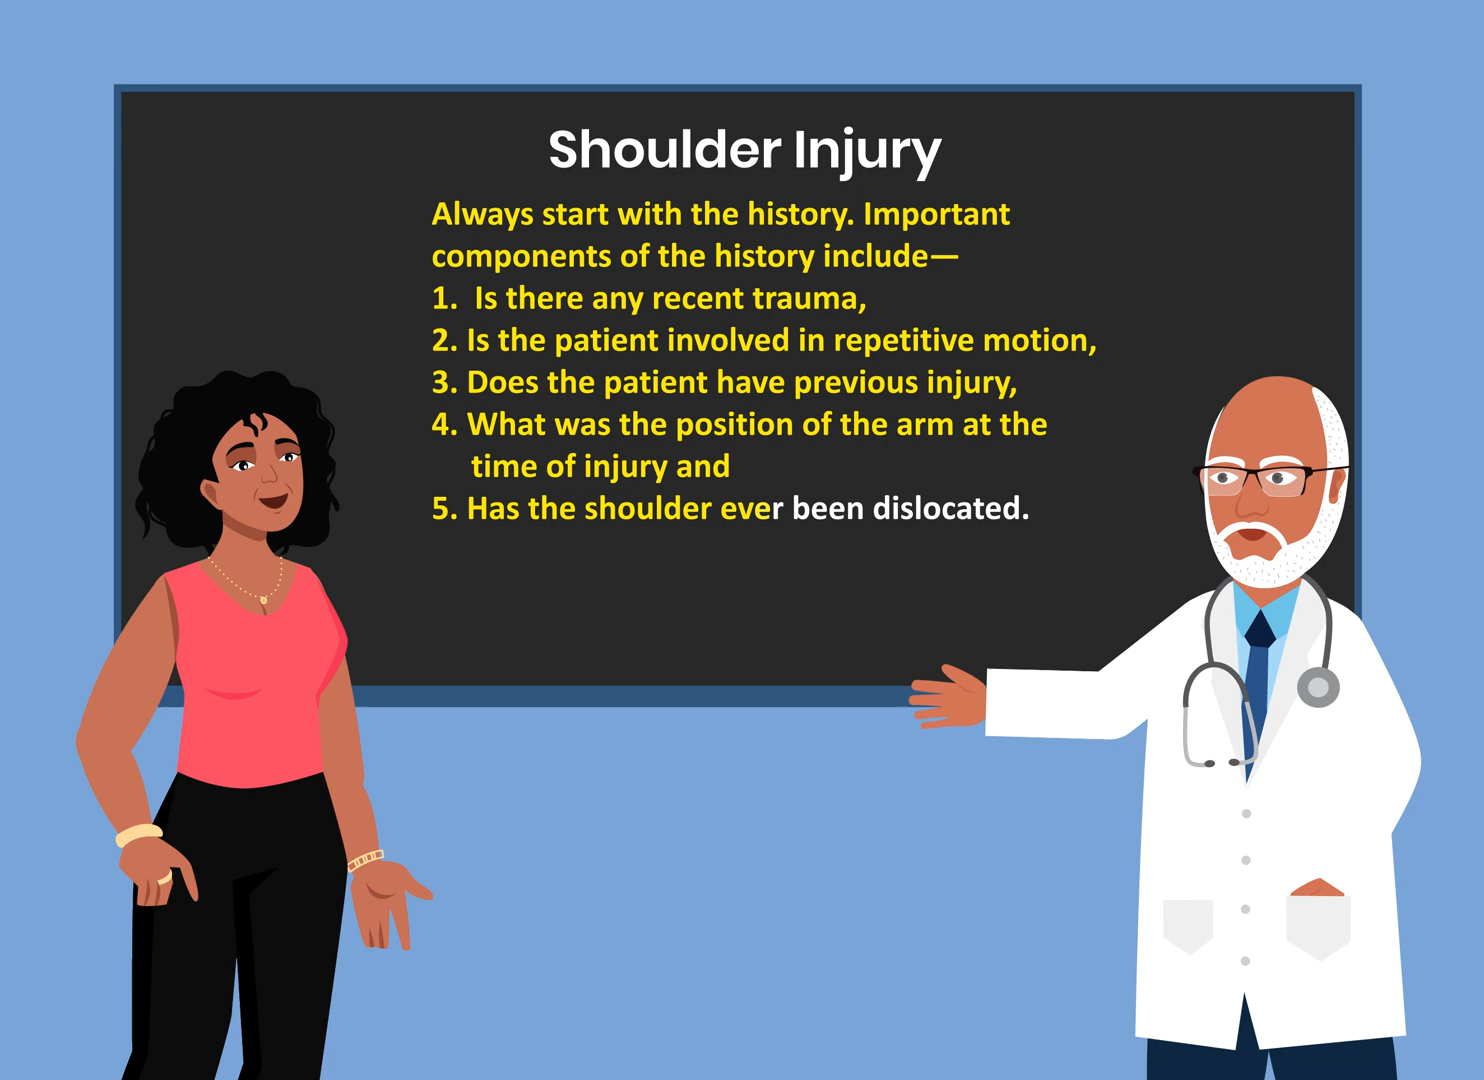 Shoulder Injury
Always start with the history. Important
components of the history include—
1. Is there any recent trauma,
2. Is the patient involved in repetitive motion,
3. Does the patient have previous injury,
4. What was the position of the arm at the
time of injury and
5. Has the shoulder ever been dislocated.